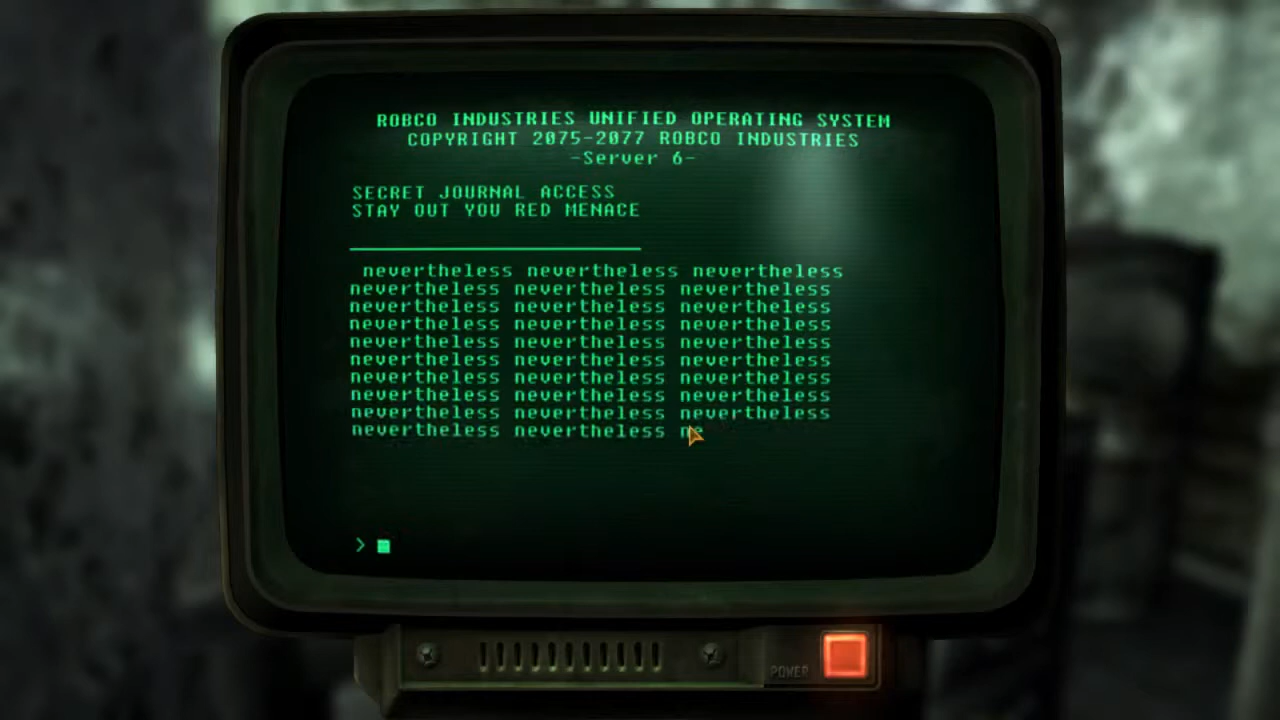 ROBCO INDUSTRIES UNIFIED OPERATING SYSTEM
COPYRIGHT 2075-2077 ROBCO INDUSTRIES
-Server 6-
SECRET JOURNAL ACCESS
STAY OUT YOU RED MENACE
nevertheless nevertheless nevertheless
nevertheless nevertheless nevertheless
nevertheless nevertheless nevertheless
nevertheless nevertheless nevertheless
nevertheless nevertheless nevertheless
nevertheless nevertheless nevertheless
nevertheless nevertheless nevertheless
nevertheless nevertheless nevertheless
nevertheless nevertheless nevertheless
nevertheless nevertheless ne
>
POWER